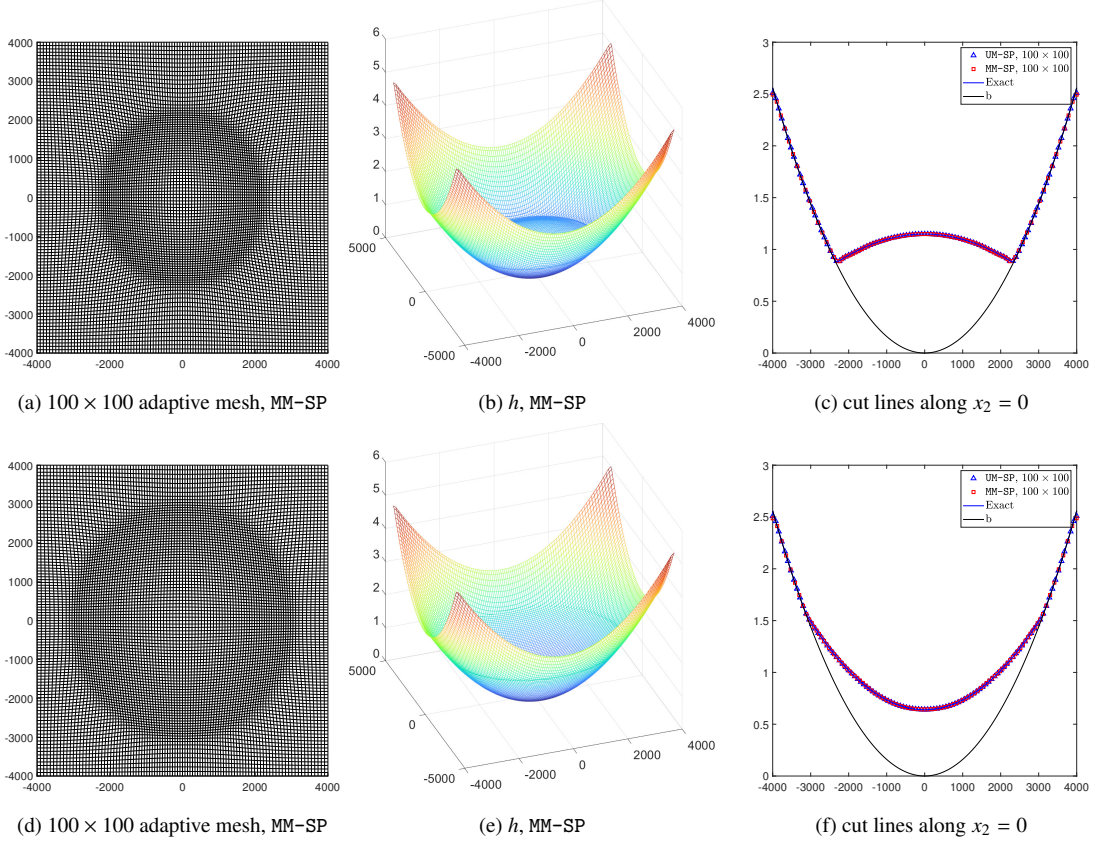 4000
3000
2000
1000
0
-1000
-2000
-3000
-4000
-4000 -2000 0 2000 4000
6
5
4
3
2
1
0
5000
0
-5000
-4000 -2000 0 2000 4000
3
2.5
2
1.5
1
0.5
0
-4000 -3000 -2000 -1000 0 1000 2000 3000 4000
UM-SP, 100 × 100
MM-SP, 100 × 100
Exact
b
(a) 100 × 100 adaptive mesh, MM-SP
(b) h, MM-SP
(c) cut lines along x₂ = 0
4000
3000
2000
1000
0
-1000
-2000
-3000
-4000
-4000 -2000 0 2000 4000
6
5
4
3
2
1
0
5000
0
-5000
-4000 -2000 0 2000 4000
3
2.5
2
1.5
1
0.5
0
-4000 -3000 -2000 -1000 0 1000 2000 3000 4000
UM-SP, 100 × 100
MM-SP, 100 × 100
Exact
b
(d) 100 × 100 adaptive mesh, MM-SP
(e) h, MM-SP
(f) cut lines along x₂ = 0